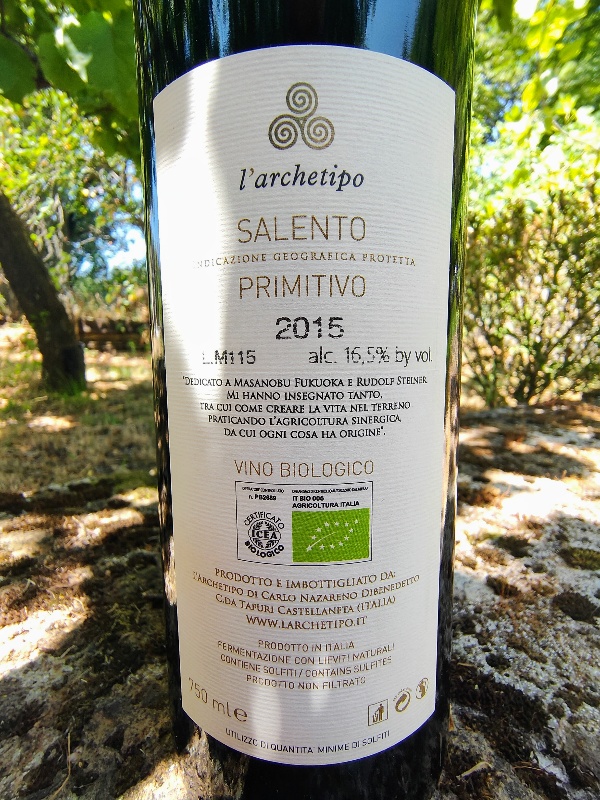 l'archetipo
SALENTO
INDICAZIONE GEOGRAFICA PROTETTA
PRIMITIVO
2015
L.M115 alc. 16,5% by vol.
"DEDICATO A MASANOBU FUKUOKA E RUDOLF STEINER
MI HANNO INSEGNATO TANTO,
TRA CUI COME CREARE LA VITA NEL TERRENO
PRATICANDO L'AGRICOLTURA SINERGICA,
DA CUI OGNI COSA HA ORIGINE".
VINO BIOLOGICO
n. PB2689 IT BIO 006
AGRICOLTURA ITALIA
CERTIFICATO
ICEA
BIOLOGICO
PRODOTTO E IMBOTTIGLIATO DA:
L'ARCHETIPO DI CARLO NAZARENO DIBENEDETTO
C.DA TAFURI CASTELLANETA (ITALIA)
WWW.LARCHETIPO.IT
PRODOTTO IN ITALIA
FERMENTAZIONE CON LIEVITI NATURALI
CONTIENE SOLFITI / CONTAINS SULFITES
PRODOTTO NON FILTRATO
750 ml e
UTILIZZO DI QUANTITA' MINIME DI SOLFITI